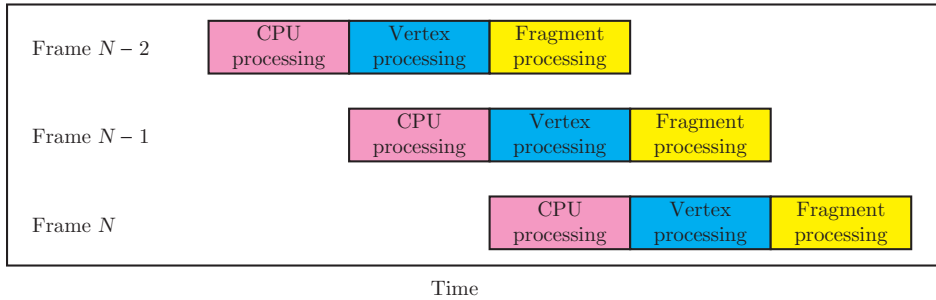 CPU Vertex Fragment
Frame N − 2
processing processing processing
CPU Vertex Fragment
Frame N − 1
processing processing processing
CPU Vertex Fragment
Frame N
processing processing processing
Time